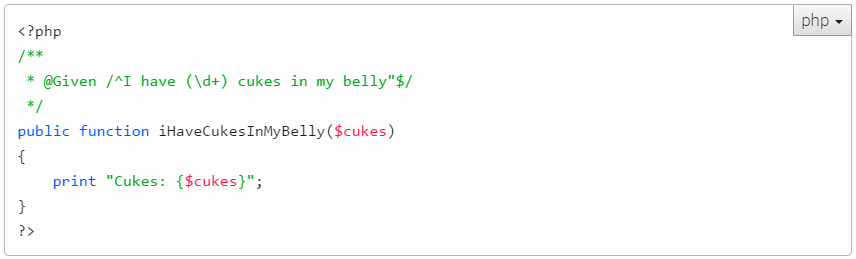 php
<?php
/**
 * @Given /^I have (\d+) cukes in my belly"$/
 */
public function iHaveCukesInMyBelly($cukes)
{
    print "Cukes: {$cukes}";
}
?>